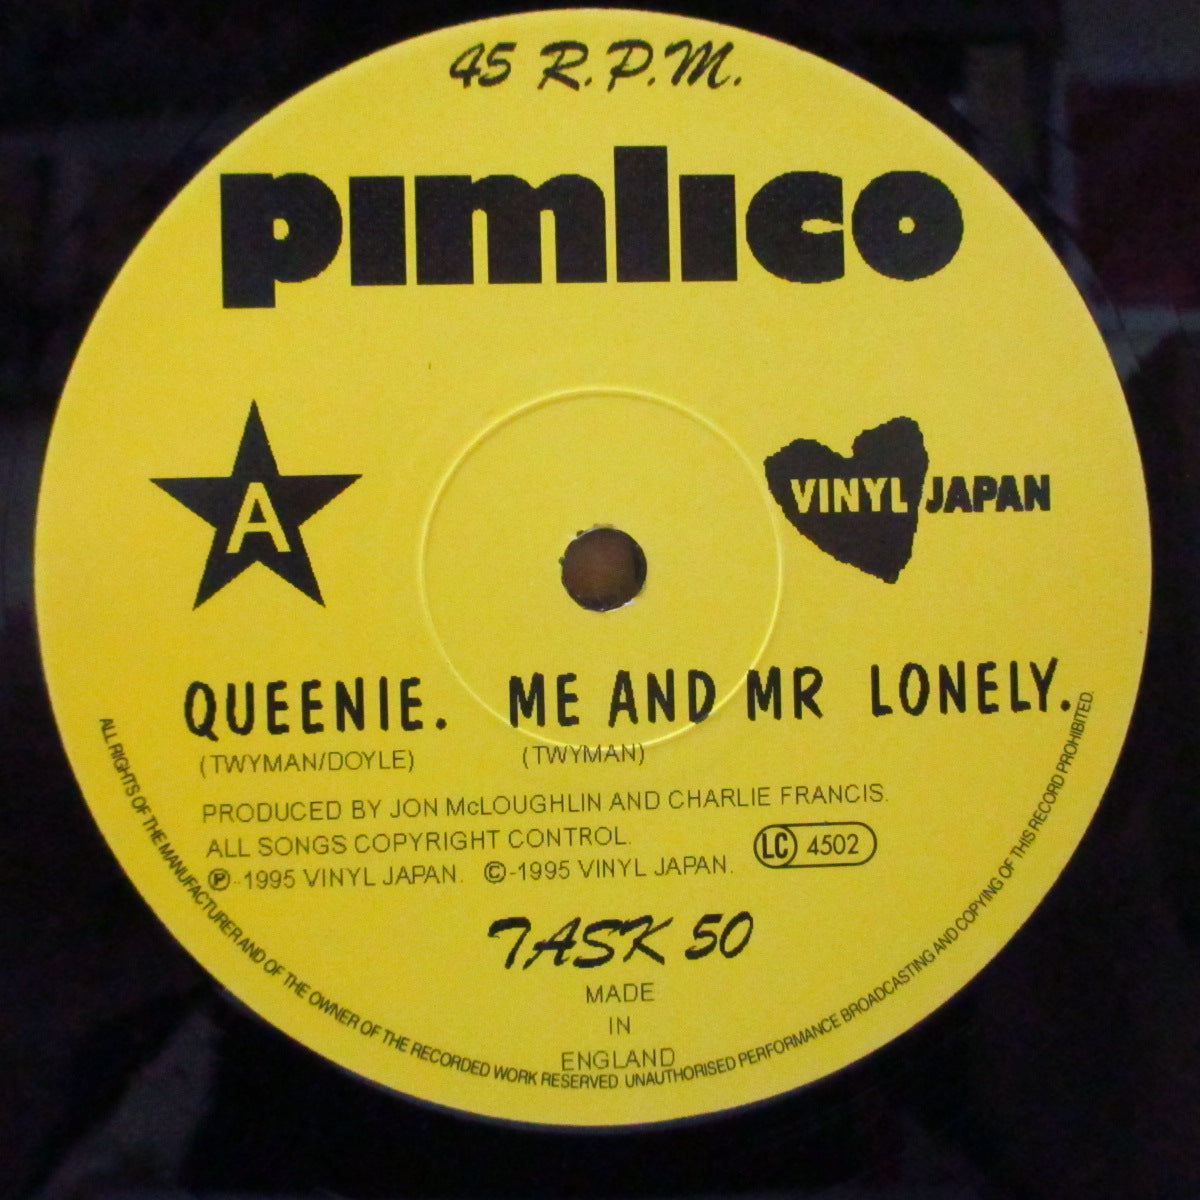 45 R.P.M.
pimlico
A
VINYL JAPAN
QUEENIE. ME AND MR LONELY.
(TWYMAN/DOYLE) (TWYMAN)
PRODUCED BY JON McLOUGHLIN AND CHARLIE FRANCIS.
ALL SONGS COPYRIGHT CONTROL.
LC 4502
℗-1995 VINYL JAPAN. ©-1995 VINYL JAPAN.
TASK 50
MADE
IN
ENGLAND
ALL RIGHTS OF THE MANUFACTURER AND OF THE OWNER OF THE RECORDED WORK RESERVED UNAUTHORISED PERFORMANCE BROADCASTING AND COPYING OF THIS RECORD PROHIBITED.